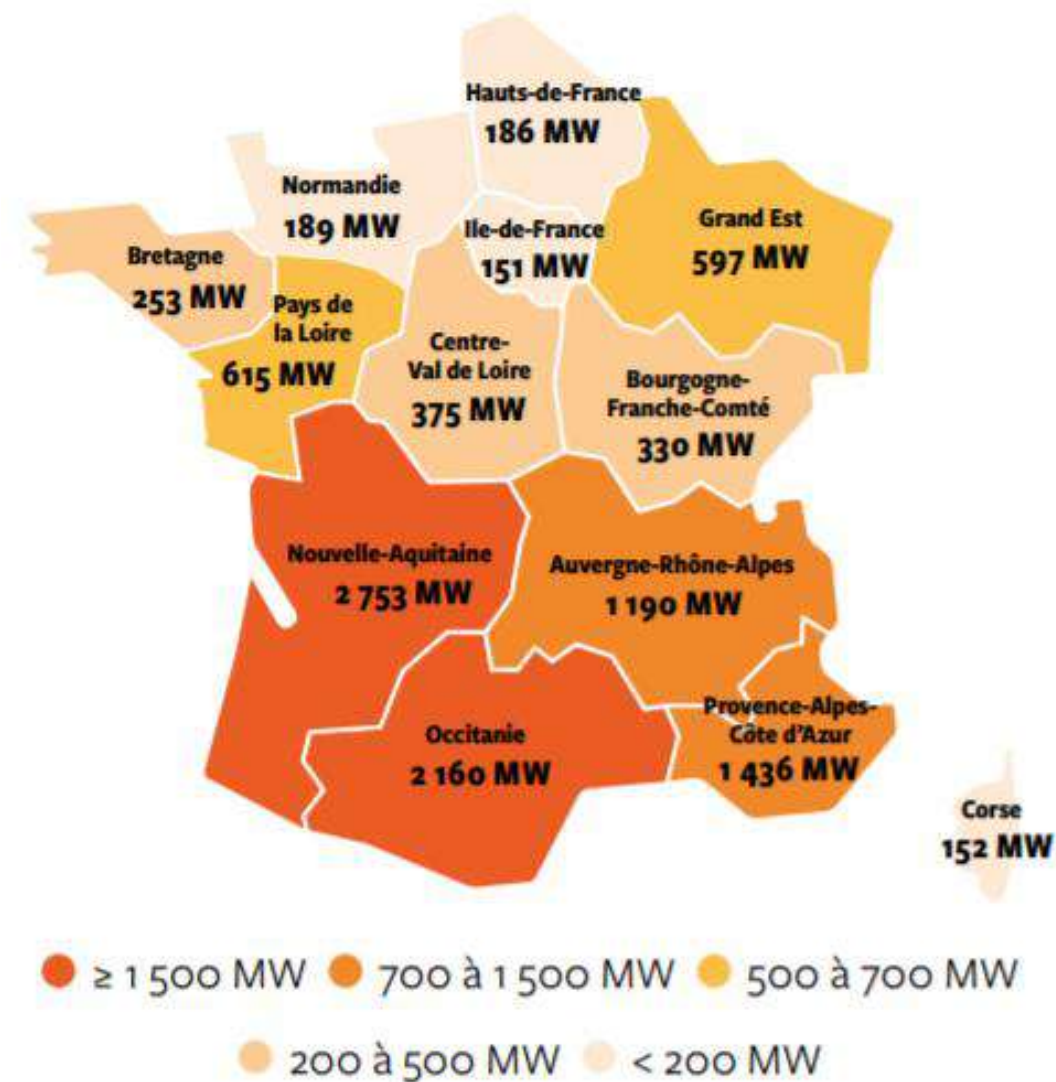 Hauts-de-France
186 MW
Normandie
189 MW
Ile-de-France
151 MW
Grand Est
597 MW
Bretagne
253 MW
Pays de
la Loire
615 MW
Centre-
Val de Loire
375 MW
Bourgogne-
Franche-Comté
330 MW
Nouvelle-Aquitaine
2 753 MW
Auvergne-Rhône-Alpes
1 190 MW
Occitanie
2 160 MW
Provence-Alpes-
Côte d'Azur
1 436 MW
Corse
152 MW
≥ 1 500 MW 700 à 1 500 MW 500 à 700 MW
200 à 500 MW < 200 MW